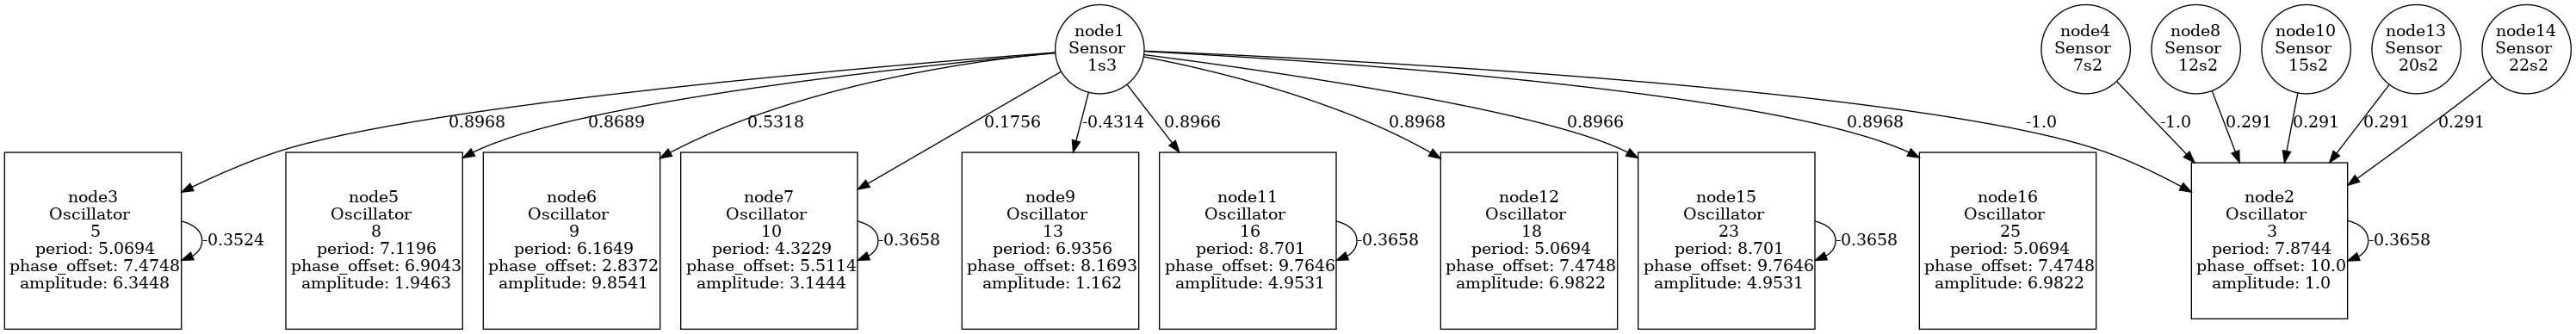 node1
Sensor
1s3
node4
Sensor
7s2
node8
Sensor
12s2
node10
Sensor
15s2
node13
Sensor
20s2
node14
Sensor
22s2
0.8968
0.8689
0.5318
0.1756
-0.4314
0.8966
0.8968
0.8966
0.8968
-1.0
-1.0
0.291
0.291
0.291
0.291
node3
Oscillator
5
period: 5.0694
phase_offset: 7.4748
amplitude: 6.3448
-0.3524
node5
Oscillator
8
period: 7.1196
phase_offset: 6.9043
amplitude: 1.9463
node6
Oscillator
9
period: 6.1649
phase_offset: 2.8372
amplitude: 9.8541
node7
Oscillator
10
period: 4.3229
phase_offset: 5.5114
amplitude: 3.1444
-0.3658
node9
Oscillator
13
period: 6.9356
phase_offset: 8.1693
amplitude: 1.162
node11
Oscillator
16
period: 8.701
phase_offset: 9.7646
amplitude: 4.9531
-0.3658
node12
Oscillator
18
period: 5.0694
phase_offset: 7.4748
amplitude: 6.9822
node15
Oscillator
23
period: 8.701
phase_offset: 9.7646
amplitude: 4.9531
-0.3658
node16
Oscillator
25
period: 5.0694
phase_offset: 7.4748
amplitude: 6.9822
node2
Oscillator
3
period: 7.8744
phase_offset: 10.0
amplitude: 1.0
-0.3658